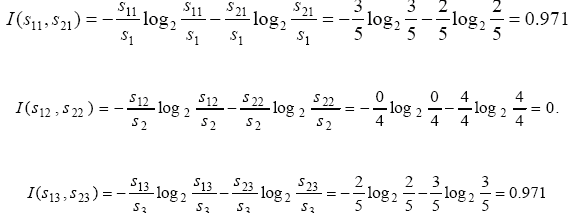 I(s₁₁, s₂₁) = −s₁₁/s₁ log₂ s₁₁/s₁ − s₂₁/s₁ log₂ s₂₁/s₁ = −3/5 log₂ 3/5 − 2/5 log₂ 2/5 = 0.971
I(s₁₂, s₂₂) = −s₁₂/s₂ log₂ s₁₂/s₂ − s₂₂/s₂ log₂ s₂₂/s₂ = −0/4 log₂ 0/4 − 4/4 log₂ 4/4 = 0.
I(s₁₃, s₂₃) = −s₁₃/s₃ log₂ s₁₃/s₃ − s₂₃/s₃ log₂ s₂₃/s₃ = −2/5 log₂ 2/5 − 3/5 log₂ 3/5 = 0.971